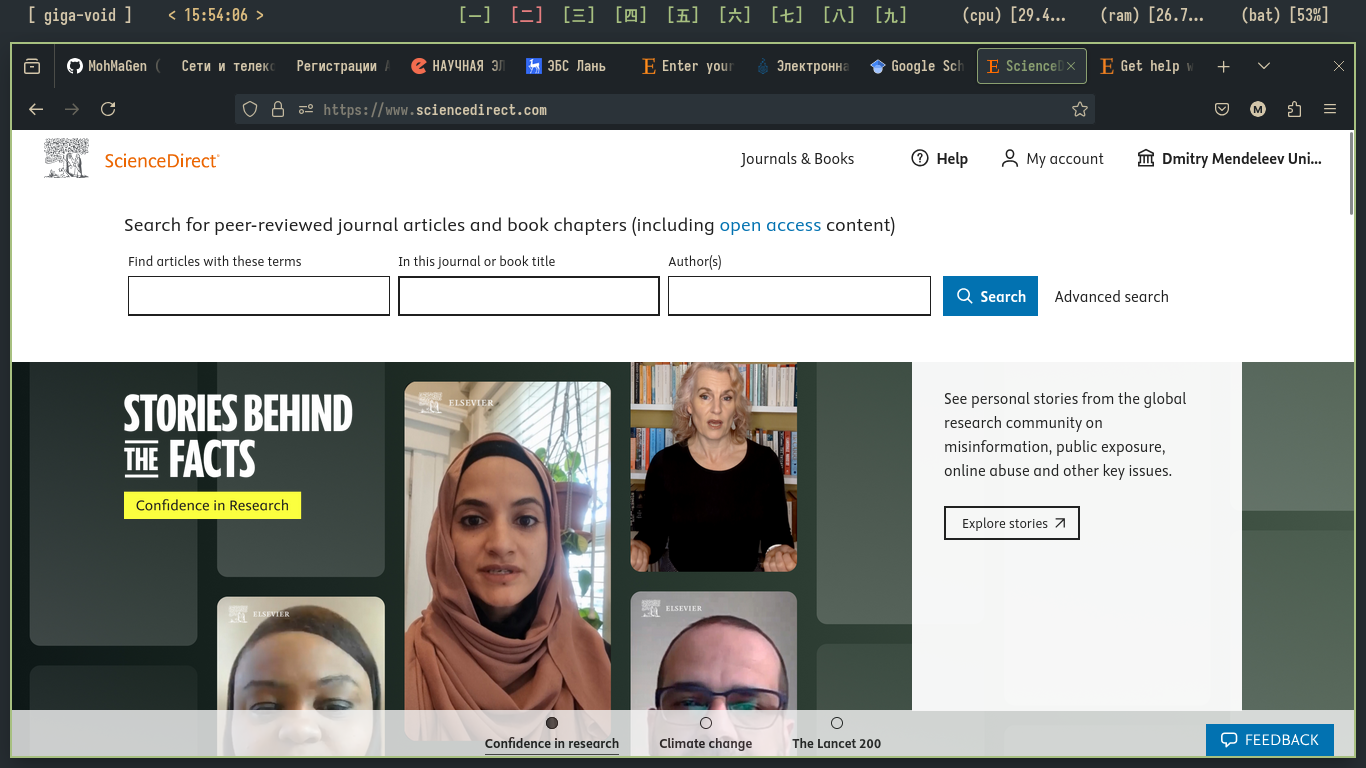 [ giga-void ] < 15:54:06 > [一] [二] [三] [四] [五] [六] [七] [八] [九] (cpu) [29.4... (ram) [26.7... (bat) [53%]
MohMaGen ( Сети и телекс Регистрации НАУЧНАЯ ЭЛ ЭБС Лань Enter your Электронна Google Sch ScienceD Get help w
https://www.sciencedirect.com
ScienceDirect
Journals & Books Help My account Dmitry Mendeleev Uni...
Search for peer-reviewed journal articles and book chapters (including open access content)
Find articles with these terms In this journal or book title Author(s)
Search Advanced search
STORIES BEHIND
THE FACTS
Confidence in Research
ELSEVIER
ELSEVIER
ELSEVIER
See personal stories from the global
research community on
misinformation, public exposure,
online abuse and other key issues.
Explore stories
Confidence in research Climate change The Lancet 200
FEEDBACK